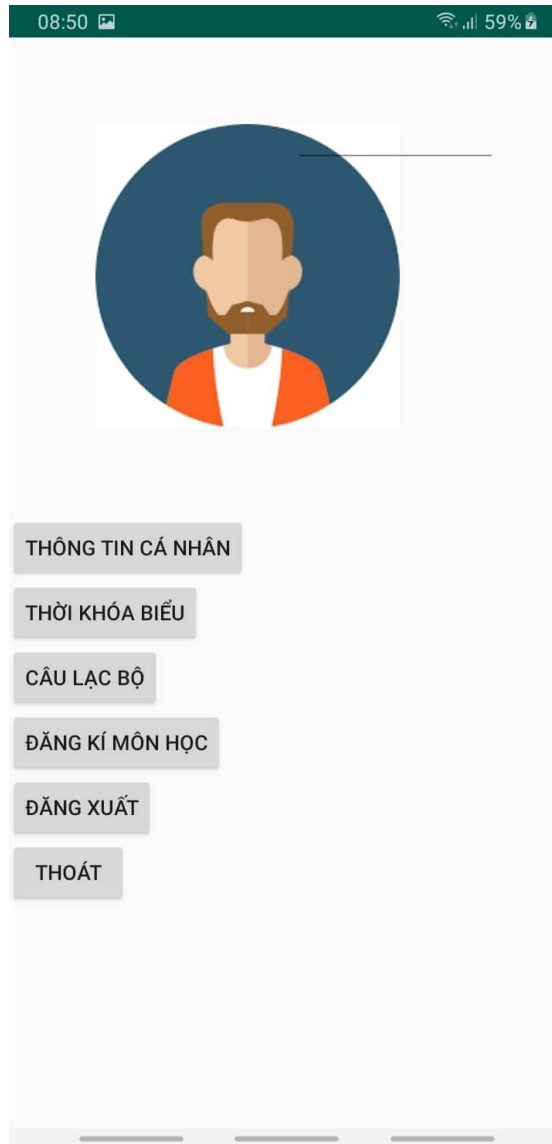 08:50
59%
THÔNG TIN CÁ NHÂN
THỜI KHÓA BIỂU
CÂU LẠC BỘ
ĐĂNG KÍ MÔN HỌC
ĐĂNG XUẤT
THOÁT